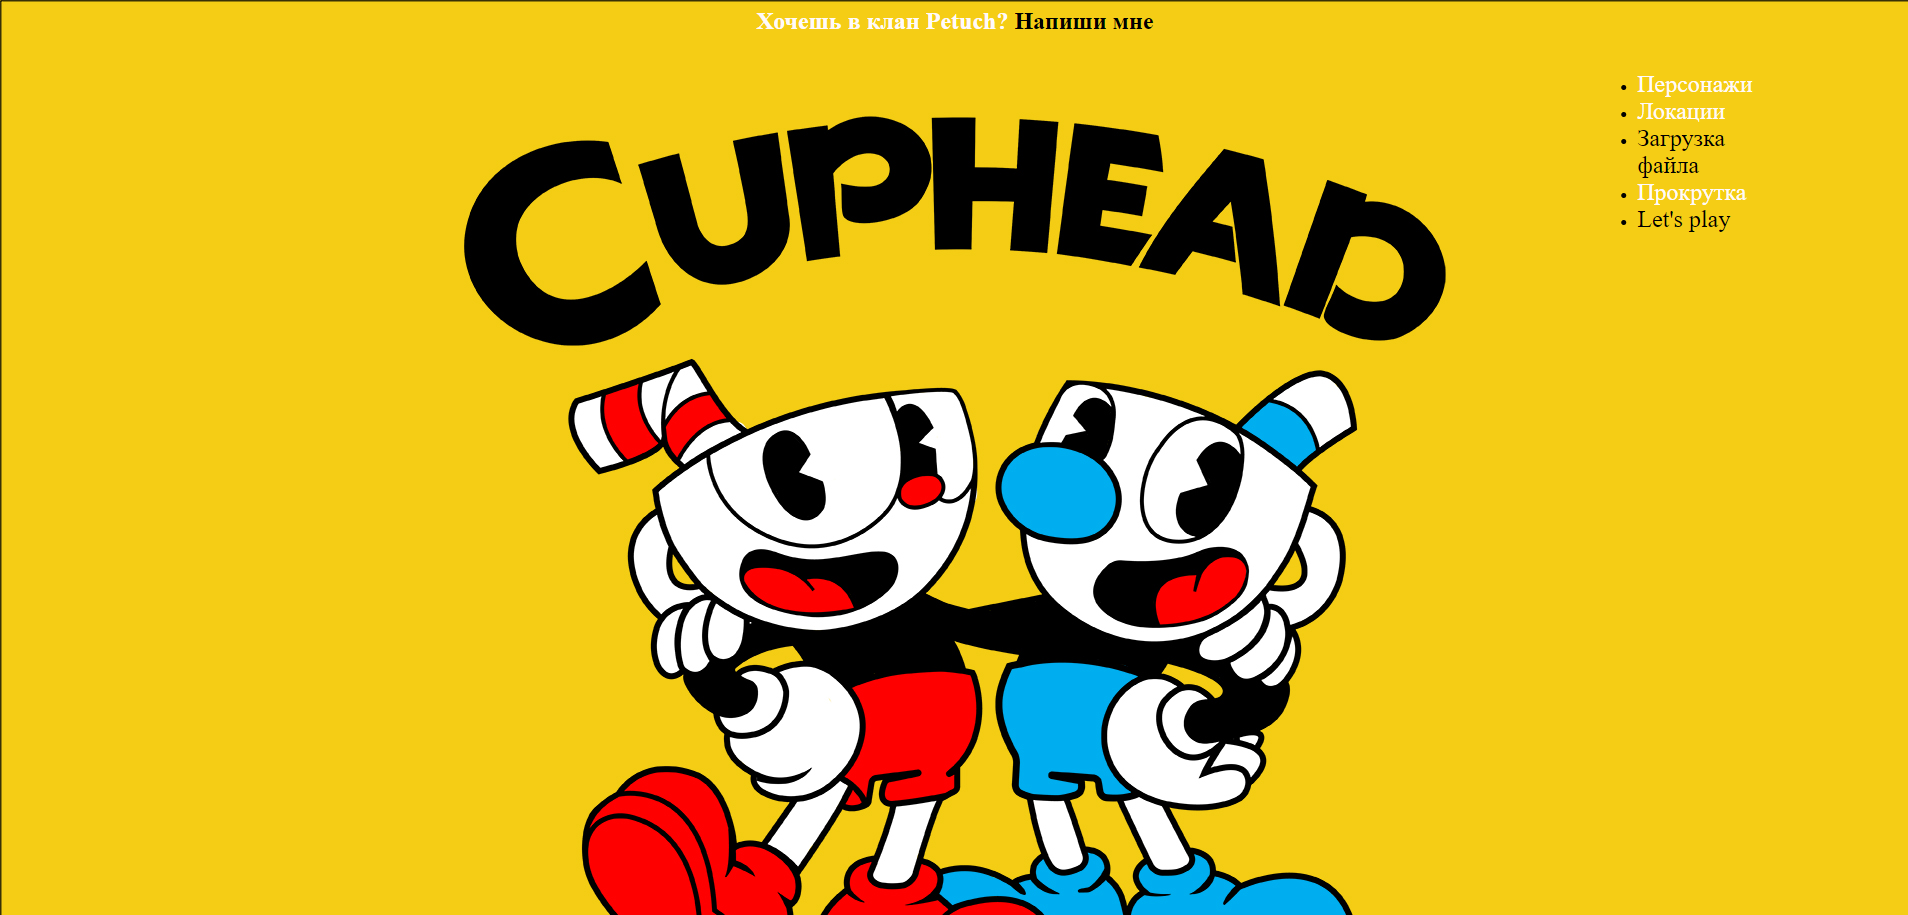 Хочешь в клан Petuch? Напиши мне
CUPHEAD
Персонажи
Локации
Загрузка
файла
Прокрутка
Let's play